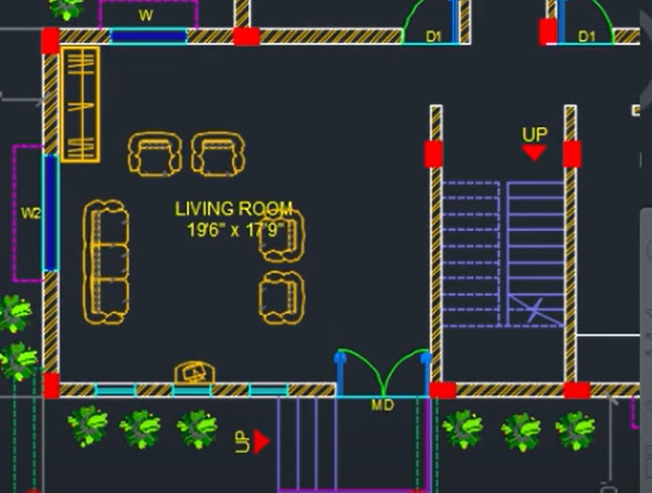 W
D1
D1
UP
W2
LIVING ROOM
19'6" x 17'9"
MD
UP